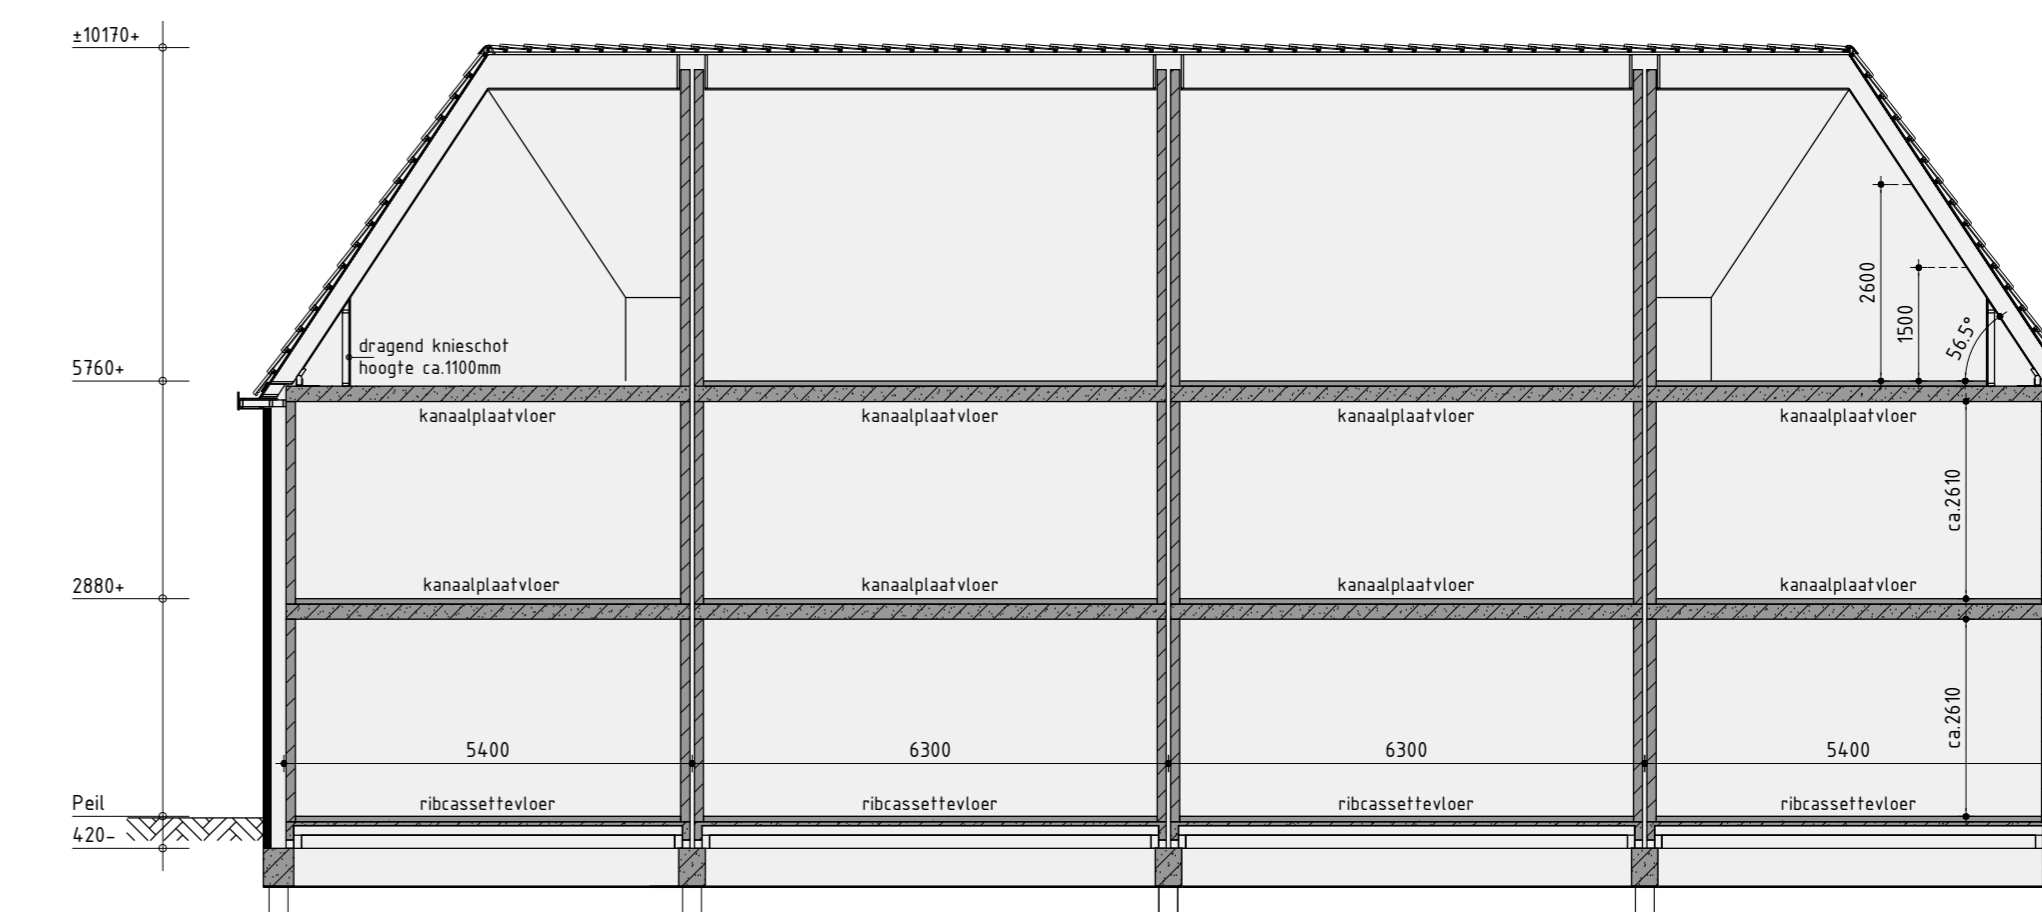 ±10170+
2600
1500
56.5°
dragend knieschot
hoogte ca.1100mm
5760+
kanaalplaatvloer
kanaalplaatvloer
kanaalplaatvloer
kanaalplaatvloer
ca.2610
2880+
kanaalplaatvloer
kanaalplaatvloer
kanaalplaatvloer
kanaalplaatvloer
ca.2610
5400
6300
6300
5400
Peil
ribcassettevloer
ribcassettevloer
ribcassettevloer
ribcassettevloer
420-